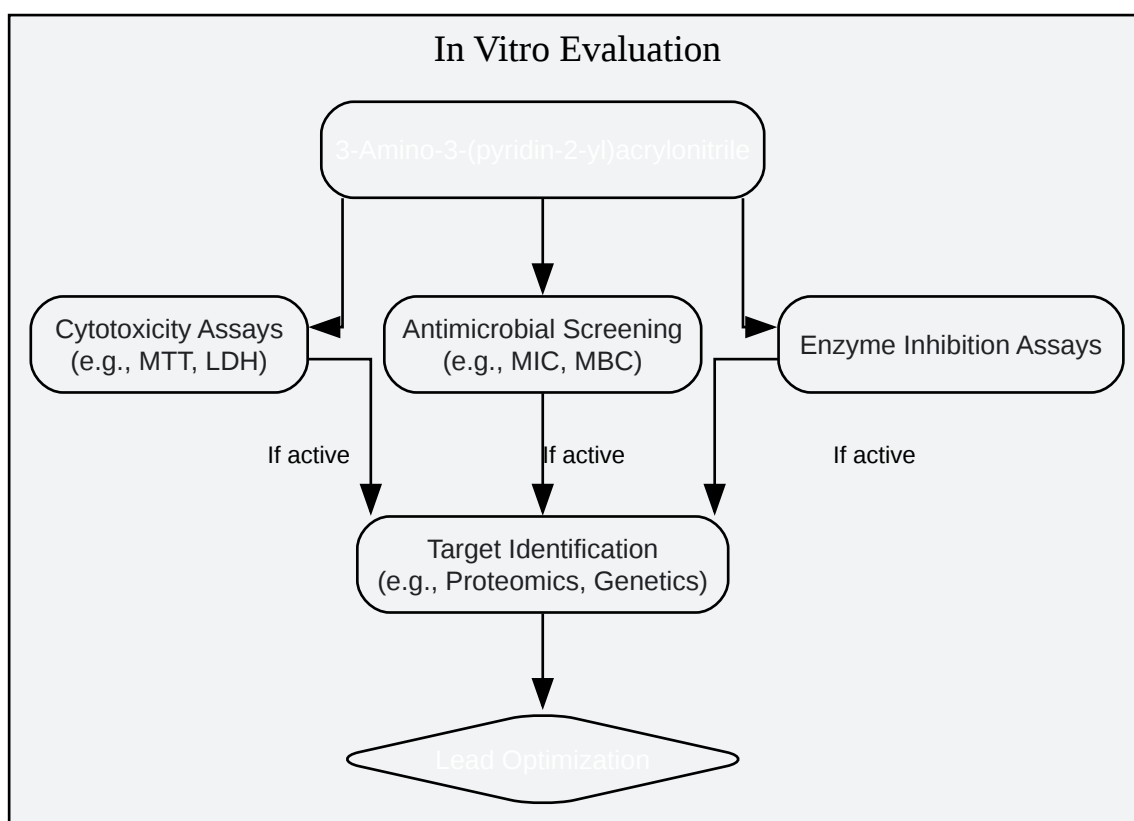 In Vitro Evaluation
3-Amino-3-(pyridin-2-yl)acrylonitrile
Cytotoxicity Assays
(e.g., MTT, LDH)
Antimicrobial Screening
(e.g., MIC, MBC)
Enzyme Inhibition Assays
If active
If active
If active
Target Identification
(e.g., Proteomics, Genetics)
Lead Optimization